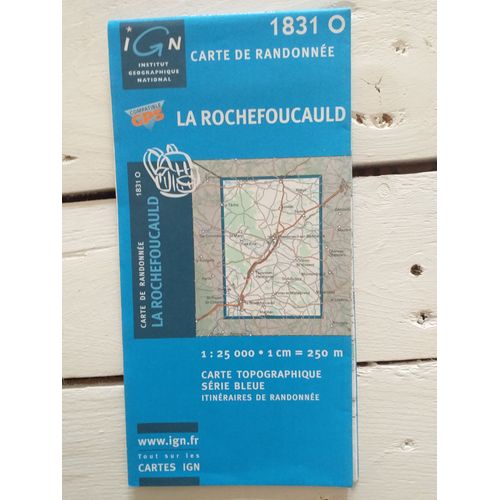 IGN
INSTITUT
GEOGRAPHIQUE
NATIONAL
1831 O
CARTE DE RANDONNÉE
COMPATIBLE
GPS
LA ROCHEFOUCAULD
CARTE DE RANDONNÉE
LA ROCHEFOUCAULD
1831 O
1 : 25 000 • 1 cm = 250 m
CARTE TOPOGRAPHIQUE
SÉRIE BLEUE
ITINÉRAIRES DE RANDONNÉE
www.ign.fr
Tout sur les
CARTES IGN